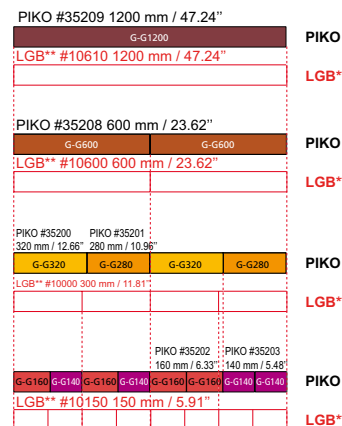 PIKO #35209 1200 mm / 47.24’’
G-G1200 PIKO
LGB** #10610 1200 mm / 47.24’’
LGB*
PIKO #35208 600 mm / 23.62’’
G-G600 G-G600 PIKO
LGB** #10600 600 mm / 23.62’’
LGB*
PIKO #35200 PIKO #35201
320 mm / 12.66’’ 280 mm / 10.96’’
G-G320 G-G280 G-G320 G-G280 PIKO
LGB** #10000 300 mm / 11.81’’
LGB*
PIKO #35202 PIKO #35203
160 mm / 6.33’’ 140 mm / 5.48’’
G-G160 G-G140 G-G160 G-G140 G-G160 G-G160 G-G140 G-G140 PIKO
LGB** #10150 150 mm / 5.91’’
LGB*